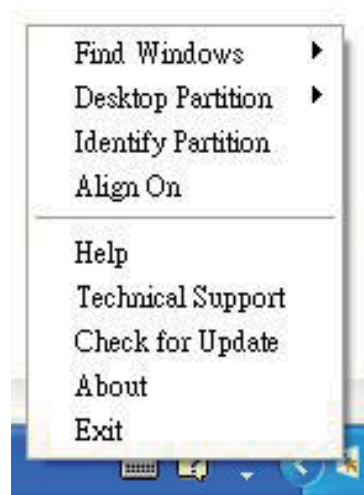 Find Windows
Desktop Partition
Identify Partition
Align On
Help
Technical Support
Check for Update
About
Exit